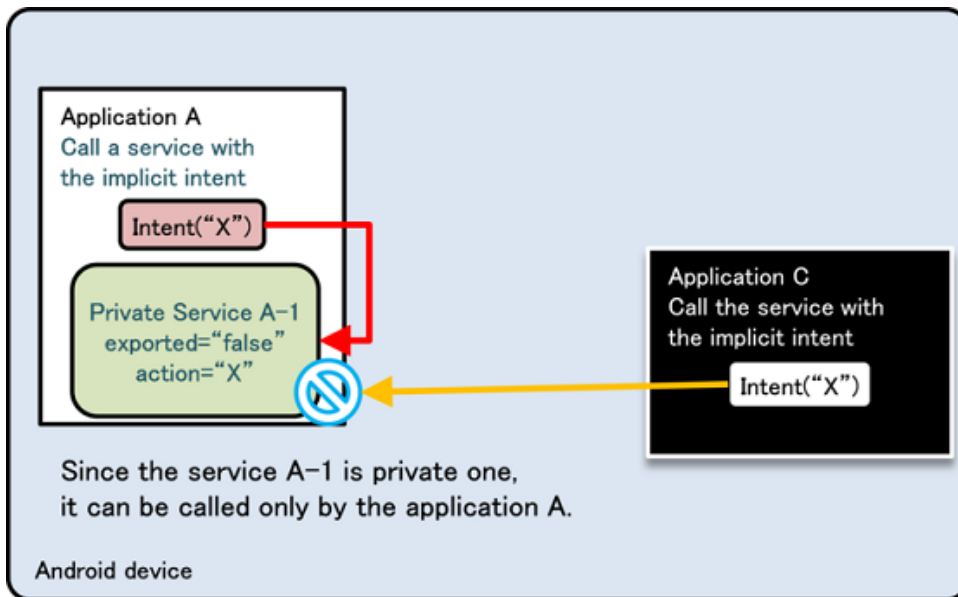 Application A
Call a service with
the implicit intent
Intent(“X”)
Private Service A-1
exported=“false”
action=“X”
Application C
Call the service with
the implicit intent
Intent(“X”)
Since the service A-1 is private one,
it can be called only by the application A.
Android device